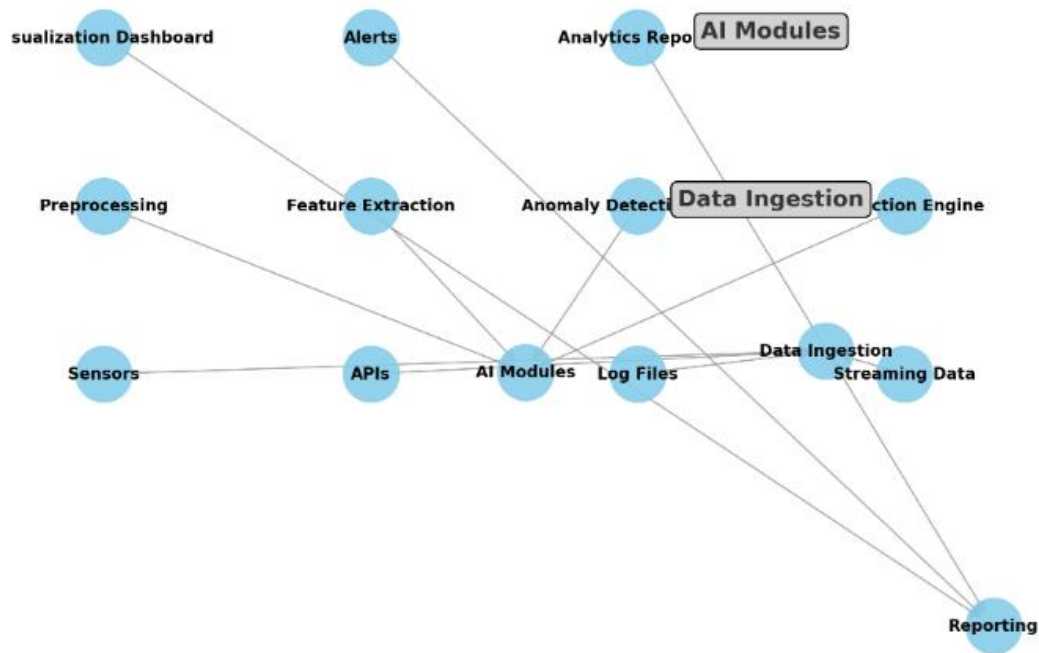 sualization Dashboard
Alerts
Analytics Repo
AI Modules
Preprocessing
Feature Extraction
Anomaly Detecti
Data Ingestion
ction Engine
Sensors
APIs
AI Modules
Log Files
Data Ingestion
Streaming Data
Reporting